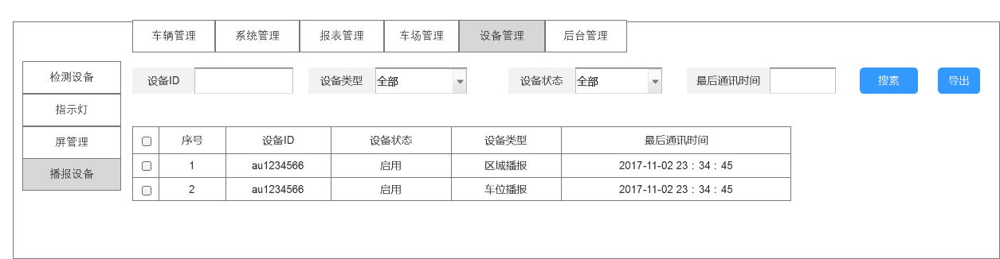 车辆管理 系统管理 报表管理 车场管理 设备管理 后台管理
检测设备
指示灯
屏管理
播报设备
设备ID 设备类型 全部 设备状态 全部 最后通讯时间 搜素 导出
序号 设备ID 设备状态 设备类型 最后通讯时间
1 au1234566 启用 区域播报 2017-11-02 23：34：45
2 au1234566 启用 车位播报 2017-11-02 23：34：45